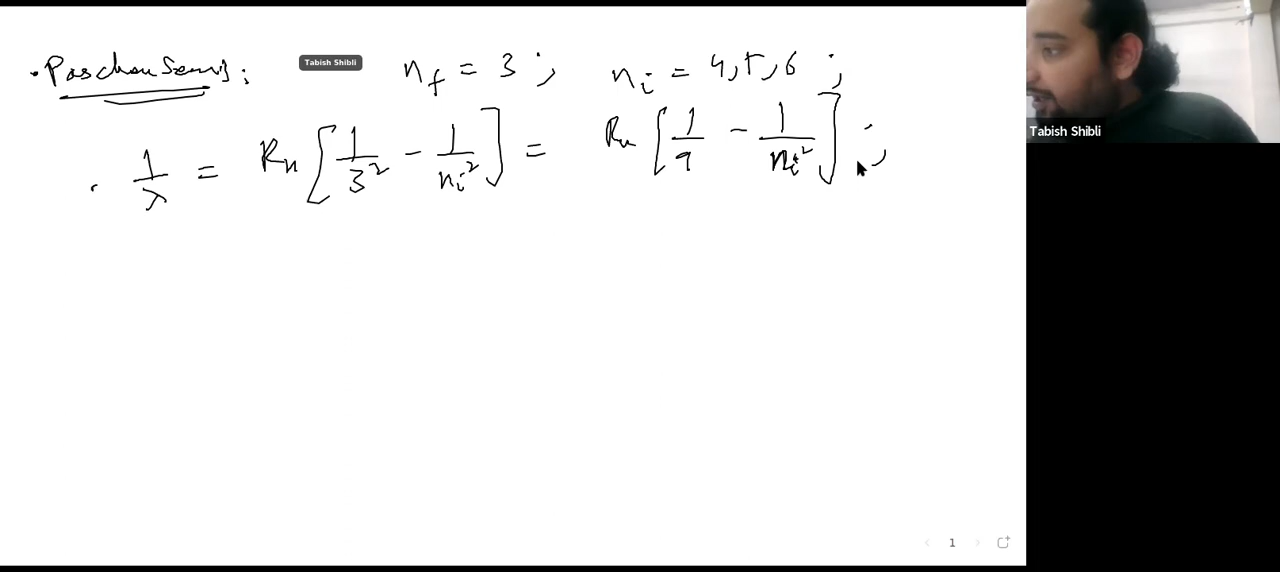 . Paschen Series : n_f = 3 ; n_i = 4, 5, 6 ;
Tabish Shibli
. 1/λ = R_H [ 1/3² - 1/n_i² ] = R_H [ 1/9 - 1/n_i² ] ;
Tabish Shibli
1